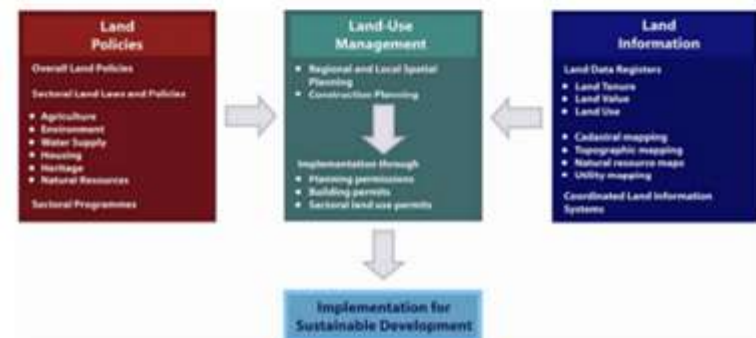 Land
Policies
Overall Land Policies
Sectoral Land Laws and Policies
Agriculture
Environment
Water Supply
Housing
Heritage
Natural Resources
Sectoral Programmes
Land-Use
Management
Regional and Local Spatial
Planning
Construction Planning
Implementation through
Planning permissions
Building permits
Sectoral land use permits
Land
Information
Land Data Registers
Land Tenure
Land Value
Land Use
Cadastral mapping
Topographic mapping
Natural resource maps
Utility mapping
Coordinated Land Information
Systems
Implementation for
Sustainable Development